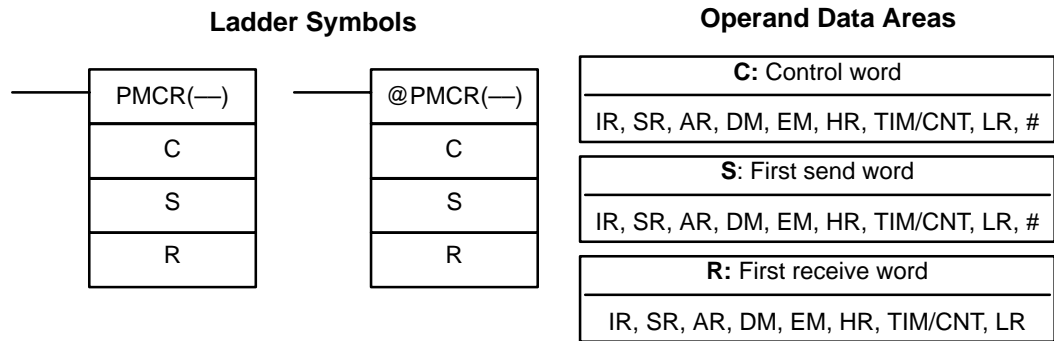 Ladder Symbols
PMCR(—)
C
S
R
@PMCR(—)
C
S
R
Operand Data Areas
C: Control word
IR, SR, AR, DM, EM, HR, TIM/CNT, LR, #
S: First send word
IR, SR, AR, DM, EM, HR, TIM/CNT, LR, #
R: First receive word
IR, SR, AR, DM, EM, HR, TIM/CNT, LR